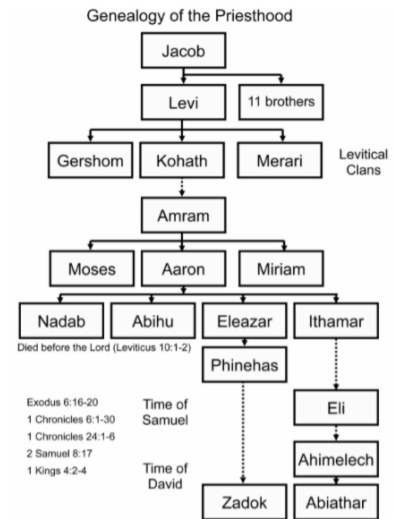 Genealogy of the Priesthood
Jacob
Levi
11 brothers
Gershom
Kohath
Merari
Levitical
Clans
Amram
Moses
Aaron
Miriam
Nadab
Abihu
Eleazar
Ithamar
Died before the Lord (Leviticus 10:1-2)
Phinehas
Exodus 6:16-20
1 Chronicles 6:1-30
1 Chronicles 24:1-6
2 Samuel 8:17
1 Kings 4:2-4
Time of
Samuel
Eli
Ahimelech
Time of
David
Zadok
Abiathar